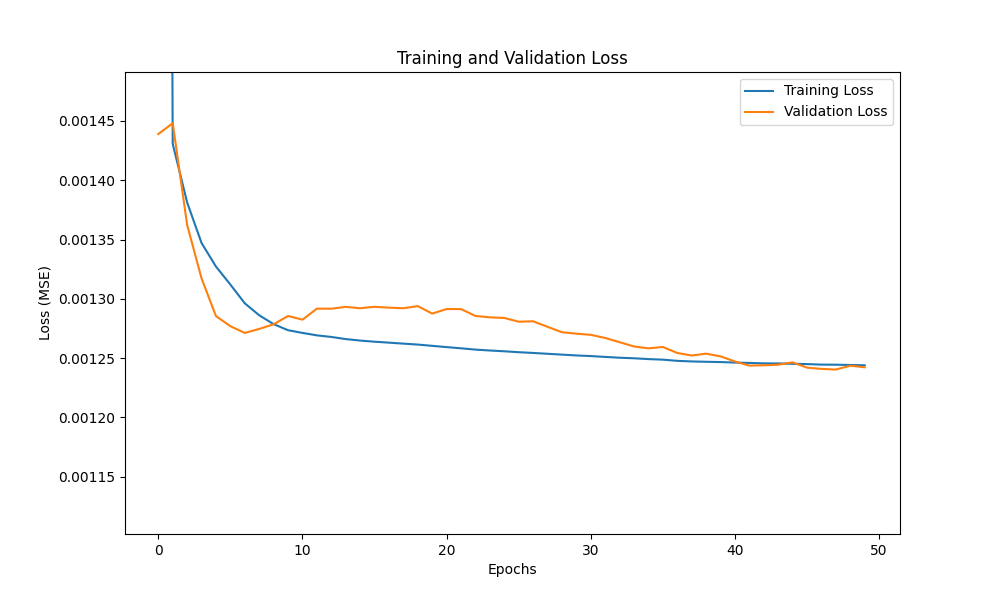 Training and Validation Loss
Training Loss
Validation Loss
0.00145
0.00140
0.00135
0.00130
0.00125
0.00120
0.00115
Loss (MSE)
0 10 20 30 40 50
Epochs